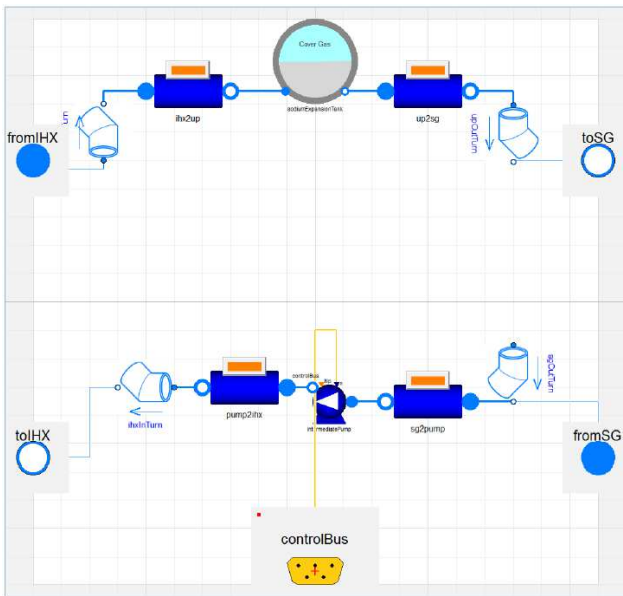 Cover Gas
ihx2up
sodiumExpansionTank
up2sg
upOutTurn
fromIHX
toSG
controlBus
sgOutTurn
pump2ihx
intermediatePump
sg2pump
ihxInTurn
toIHX
fromSG
controlBus